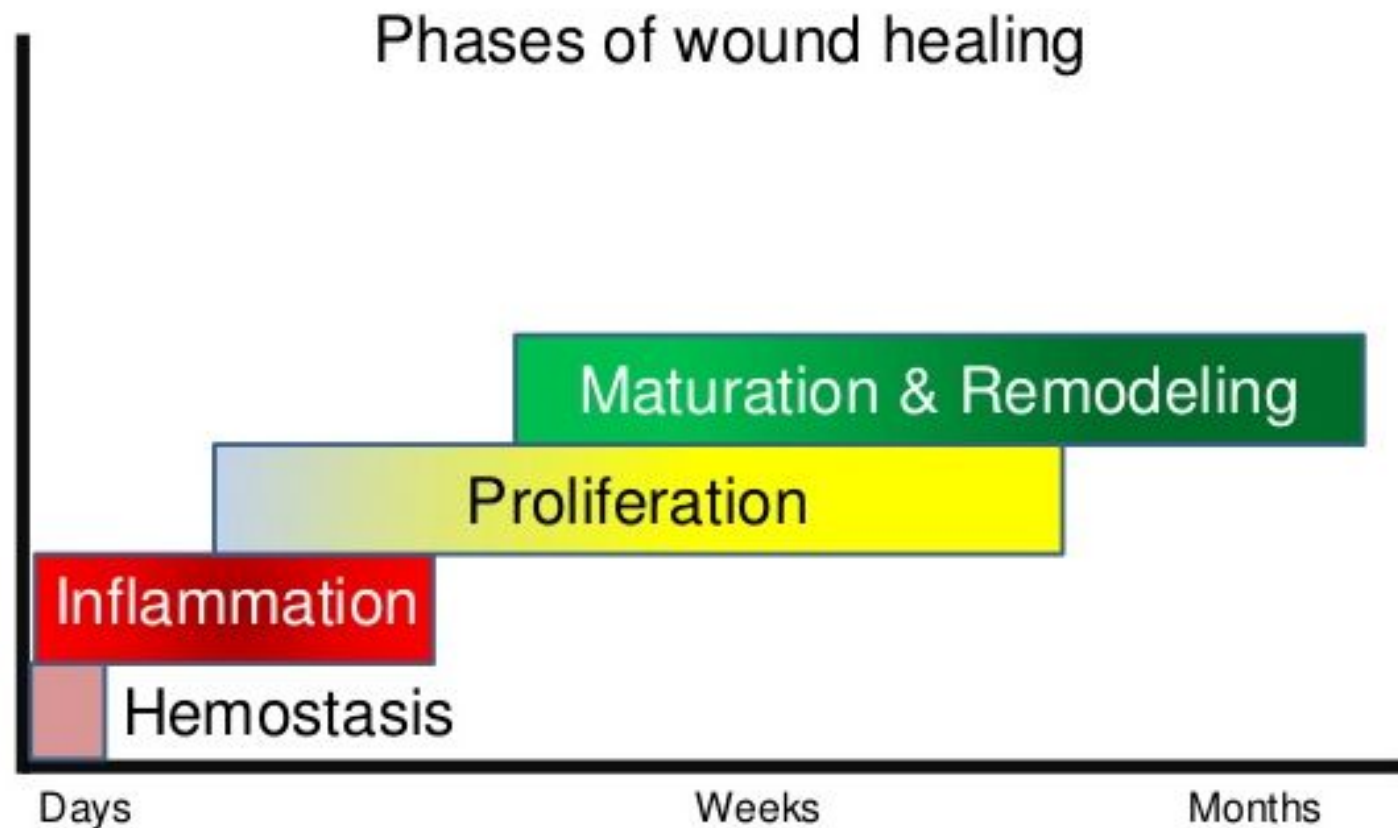 Phases of wound healing
Maturation & Remodeling
Proliferation
Inflammation
Hemostasis
Days Weeks Months